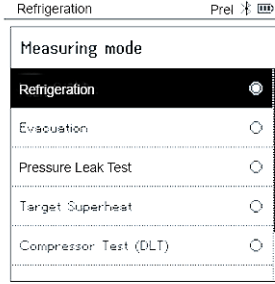 Refrigeration Prel
Measuring mode
Refrigeration
Evacuation
Pressure Leak Test
Target Superheat
Compressor Test (DLT)